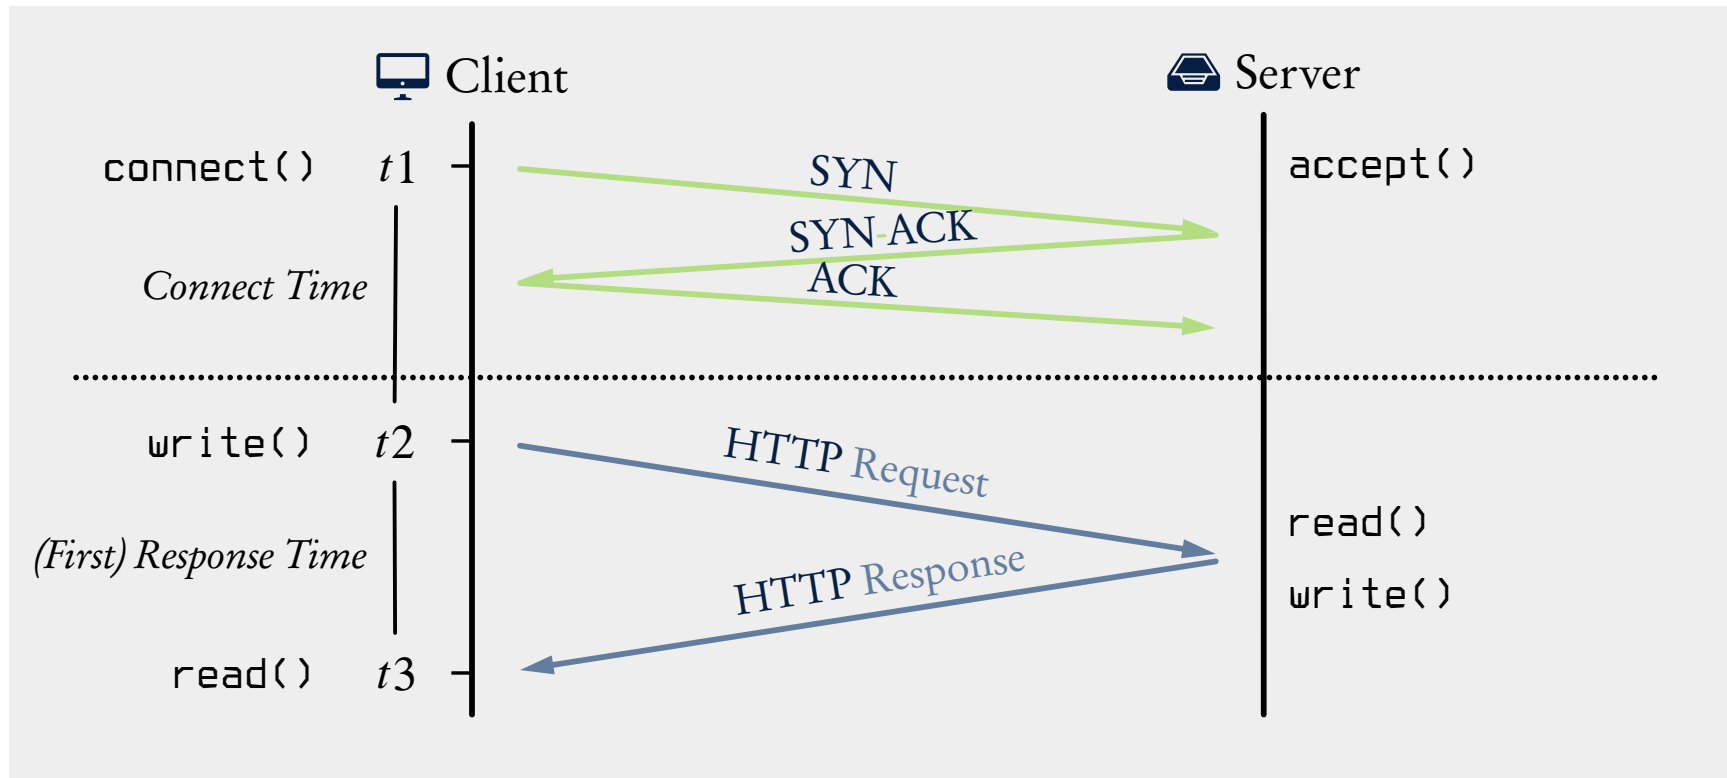 Client
Server
connect() t1
SYN
accept()
SYN-ACK
Connect Time
ACK
write() t2
HTTP Request
read()
(First) Response Time
HTTP Response
write()
read() t3